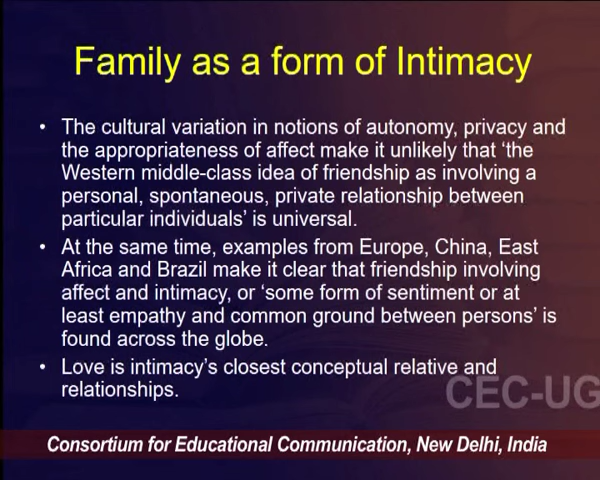 Family as a form of Intimacy
• The cultural variation in notions of autonomy, privacy and
the appropriateness of affect make it unlikely that ‘the
Western middle-class idea of friendship as involving a
personal, spontaneous, private relationship between
particular individuals’ is universal.
• At the same time, examples from Europe, China, East
Africa and Brazil make it clear that friendship involving
affect and intimacy, or ‘some form of sentiment or at
least empathy and common ground between persons’ is
found across the globe.
• Love is intimacy’s closest conceptual relative and
relationships.
CEC-UG
Consortium for Educational Communication, New Delhi, India